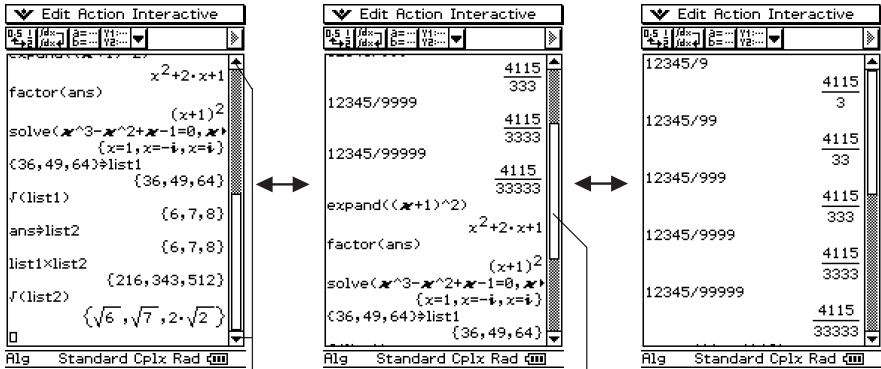 Edit Action Interactive
expand((x+1)^2)
x²+2·x+1
factor(ans)
(x+1)²
solve(x^3-x^2+x-1=0,x
{x=1,x=-i,x=i}
{36,49,64}⇒list1
{36,49,64}
√(list1)
{6,7,8}
ans⇒list2
{6,7,8}
list1×list2
{216,343,512}
√(list2)
{√6,√7,2·√2}
Alg Standard Cplx Rad
Edit Action Interactive
4115
333
12345/9999
4115
3333
12345/99999
4115
33333
expand((x+1)^2)
x²+2·x+1
factor(ans)
(x+1)²
solve(x^3-x^2+x-1=0,x
{x=1,x=-i,x=i}
{36,49,64}⇒list1
{36,49,64}
Alg Standard Cplx Rad
Edit Action Interactive
12345/9
4115
3
12345/99
4115
33
12345/999
4115
333
12345/9999
4115
3333
12345/99999
4115
33333
Alg Standard Cplx Rad